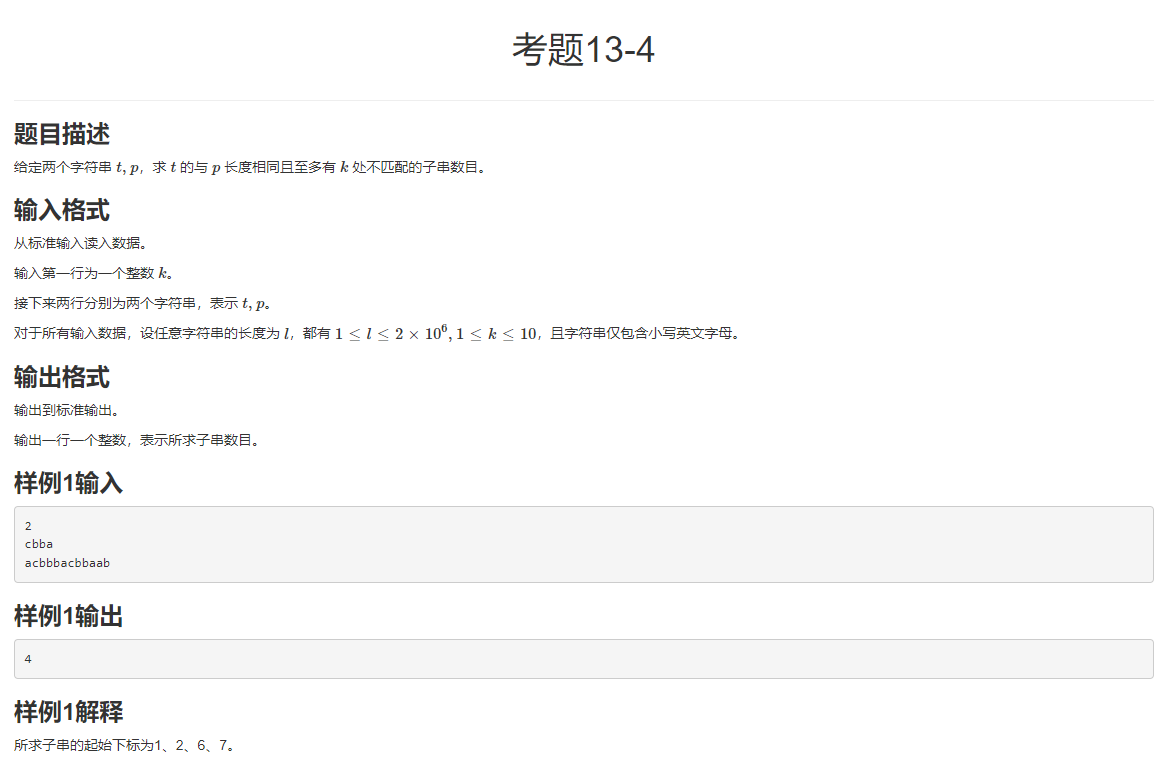 考题13-4
题目描述
给定两个字符串 t, p，求 t 的与 p 长度相同且至多有 k 处不匹配的子串数目。
输入格式
从标准输入读入数据。
输入第一行为一个整数 k。
接下来两行分别为两个字符串，表示 t, p。
对于所有输入数据，设任意字符串的长度为 l，都有 1 ≤ l ≤ 2 × 10⁶, 1 ≤ k ≤ 10，且字符串仅包含小写英文字母。
输出格式
输出到标准输出。
输出一行一个整数，表示所求子串数目。
样例1输入
2
cbba
acbbbacbbaab
样例1输出
4
样例1解释
所求子串的起始下标为1、2、6、7。